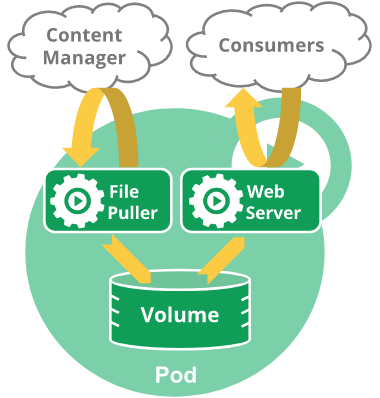 Content
Manager
Consumers
File
Puller
Web
Server
Volume
Pod